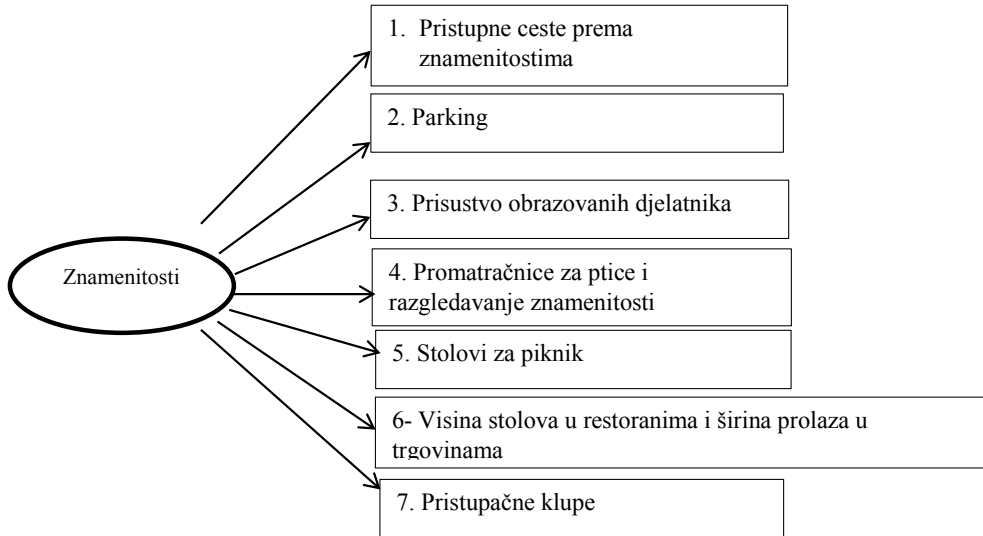 1. Pristupne ceste prema
znamenitostima
2. Parking
3. Prisustvo obrazovanih djelatnika
Znamenitosti
4. Promatračnice za ptice i
razgledavanje znamenitosti
5. Stolovi za piknik
6- Visina stolova u restoranima i širina prolaza u
trgovinama
7. Pristupačne klupe